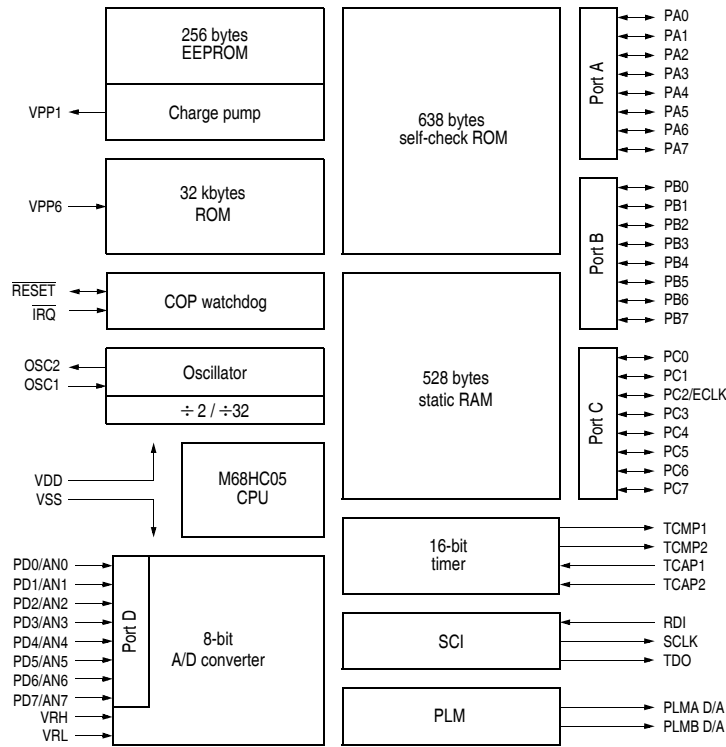 256 bytes
EEPROM
Charge pump
VPP1
32 kbytes
ROM
VPP6
COP watchdog
RESET
IRQ
Oscillator
÷ 2 / ÷32
OSC2
OSC1
M68HC05
CPU
VDD
VSS
PD0/AN0
PD1/AN1
PD2/AN2
PD3/AN3
PD4/AN4
PD5/AN5
PD6/AN6
PD7/AN7
VRH
VRL
Port D
8-bit
A/D converter
638 bytes
self-check ROM
528 bytes
static RAM
Port A
PA0
PA1
PA2
PA3
PA4
PA5
PA6
PA7
Port B
PB0
PB1
PB2
PB3
PB4
PB5
PB6
PB7
Port C
PC0
PC1
PC2/ECLK
PC3
PC4
PC5
PC6
PC7
16-bit
timer
TCMP1
TCMP2
TCAP1
TCAP2
SCI
RDI
SCLK
TDO
PLM
PLMA D/A
PLMB D/A